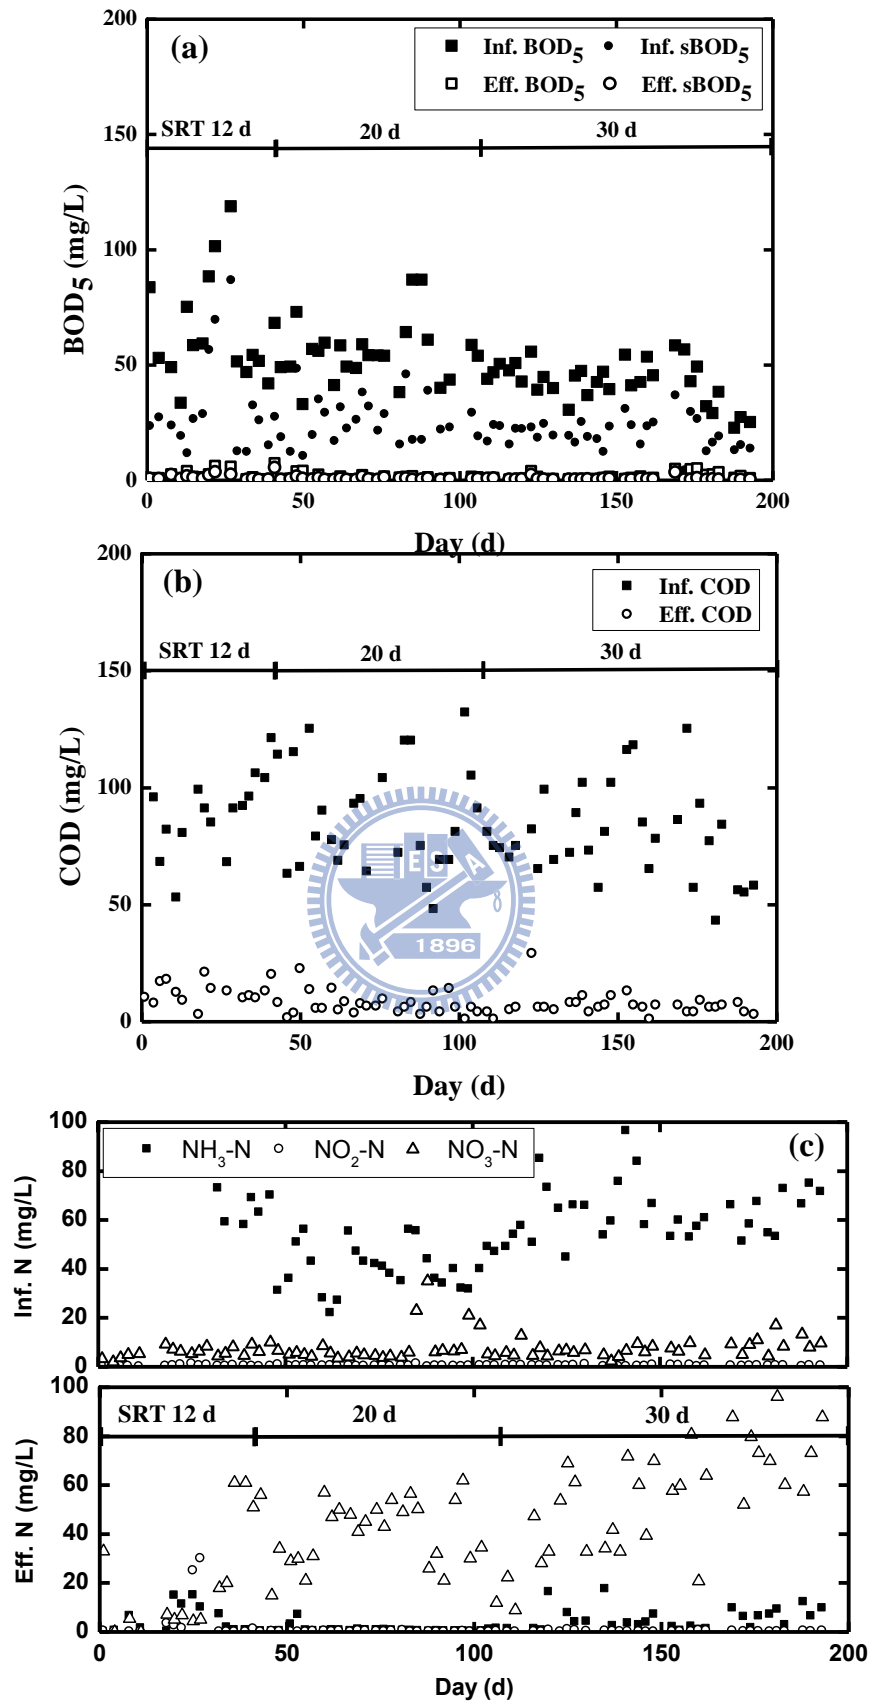 200
(a)
Inf. BOD5
Inf. sBOD5
Eff. BOD5
Eff. sBOD5
150
SRT 12 d
20 d
30 d
100
50
0
BOD5 (mg/L)
0
50
100
150
200
Day (d)
200
(b)
Inf. COD
Eff. COD
SRT 12 d
20 d
30 d
150
100
50
0
COD (mg/L)
E S A
1896
0
50
100
150
200
Day (d)
100
NH3-N
NO2-N
NO3-N
(c)
80
60
40
20
0
Inf. N (mg/L)
100
SRT 12 d
20 d
30 d
80
60
40
20
0
Eff. N (mg/L)
0
50
100
150
200
Day (d)